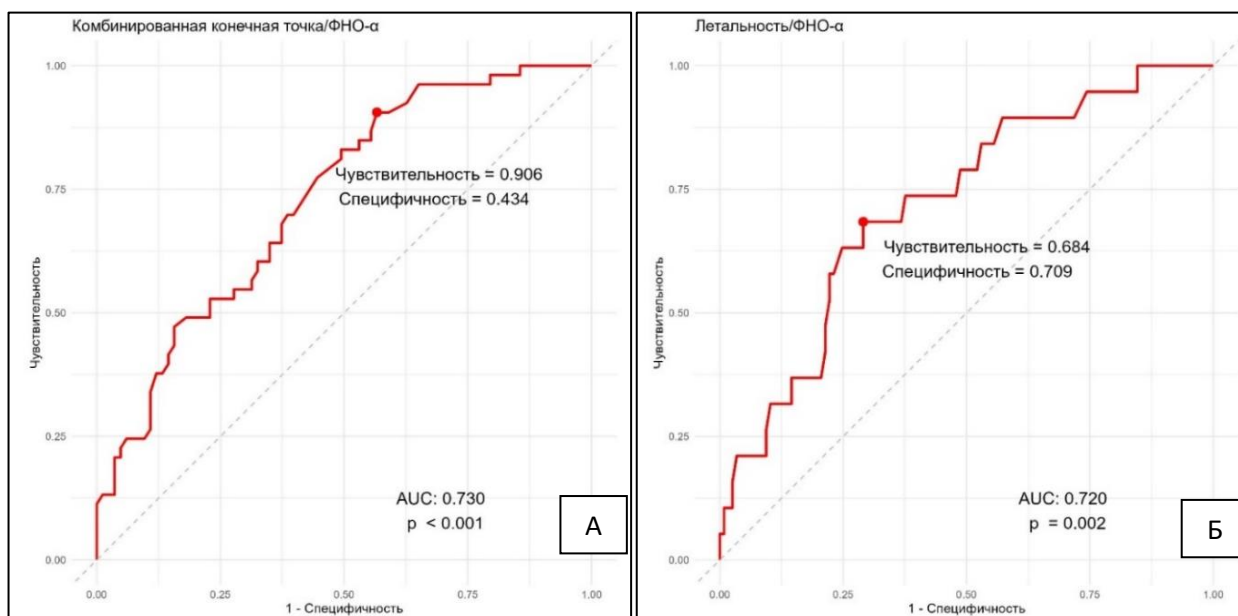 Комбинированная конечная точка/ФНО-α
1.00
0.75
0.50
0.25
0.00
Чувствительность
Чувствительность = 0.906
Специфичность = 0.434
AUC: 0.730
p < 0.001
А
0.00
0.25
0.50
0.75
1.00
1 - Специфичность
Летальность/ФНО-α
1.00
0.75
0.50
0.25
0.00
Чувствительность
Чувствительность = 0.684
Специфичность = 0.709
AUC: 0.720
p = 0.002
Б
0.00
0.25
0.50
0.75
1.00
1 - Специфичность